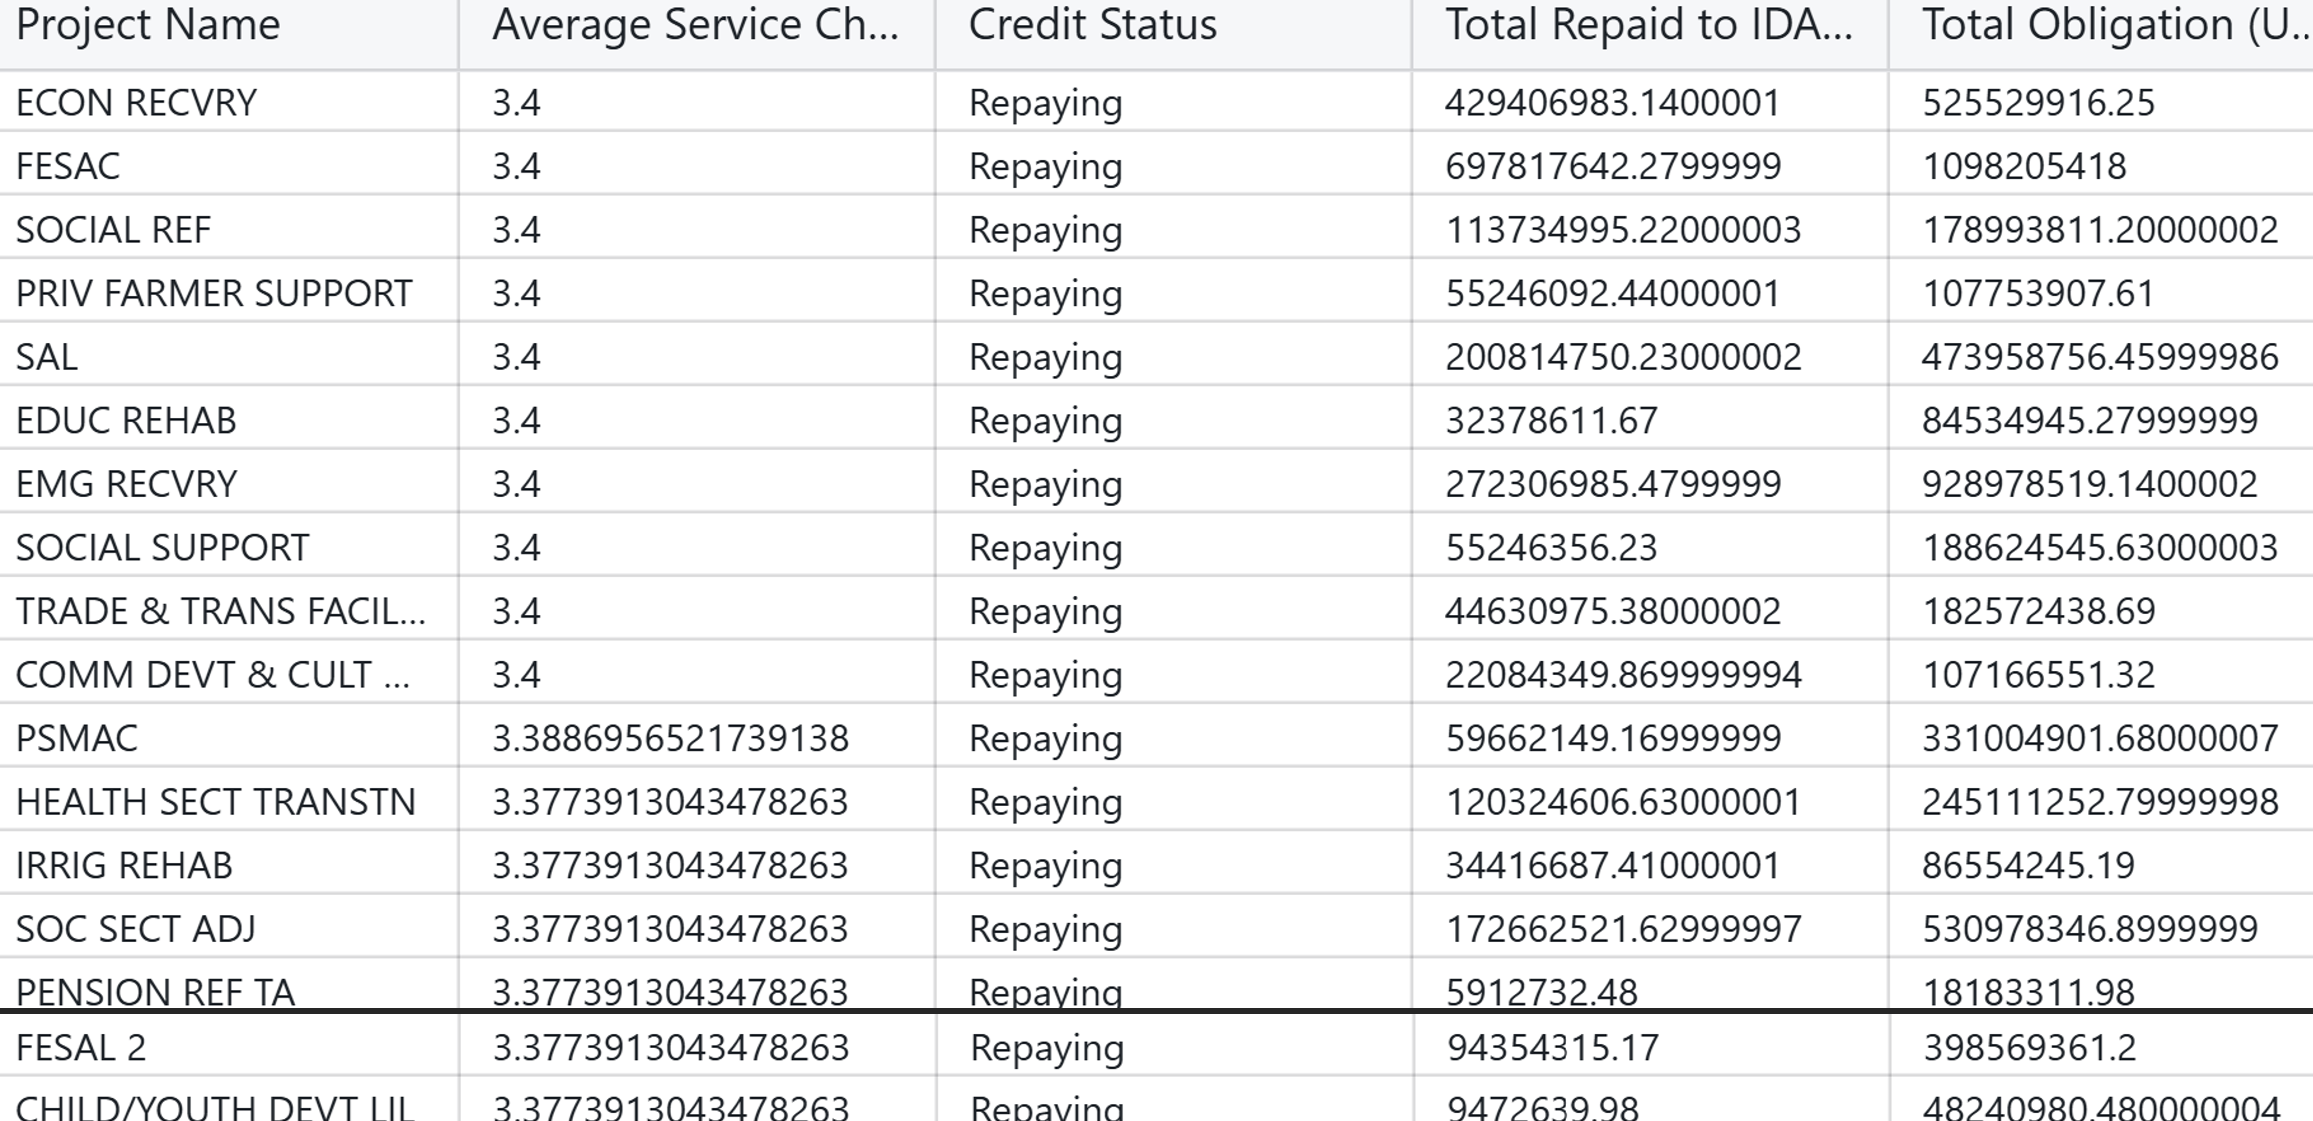 Project Name Average Service Ch... Credit Status Total Repaid to IDA... Total Obligation (U...
ECON RECVRY 3.4 Repaying 429406983.1400001 525529916.25
FESAC 3.4 Repaying 697817642.2799999 1098205418
SOCIAL REF 3.4 Repaying 113734995.22000003 178993811.20000002
PRIV FARMER SUPPORT 3.4 Repaying 55246092.44000001 107753907.61
SAL 3.4 Repaying 200814750.23000002 473958756.45999986
EDUC REHAB 3.4 Repaying 32378611.67 84534945.27999999
EMG RECVRY 3.4 Repaying 272306985.4799999 928978519.1400002
SOCIAL SUPPORT 3.4 Repaying 55246356.23 188624545.63000003
TRADE & TRANS FACIL... 3.4 Repaying 44630975.38000002 182572438.69
COMM DEVT & CULT ... 3.4 Repaying 22084349.869999994 107166551.32
PSMAC 3.3886956521739138 Repaying 59662149.16999999 331004901.68000007
HEALTH SECT TRANSTN 3.3773913043478263 Repaying 120324606.63000001 245111252.79999998
IRRIG REHAB 3.3773913043478263 Repaying 34416687.41000001 86554245.19
SOC SECT ADJ 3.3773913043478263 Repaying 172662521.62999997 530978346.8999999
PENSION REF TA 3.3773913043478263 Repaying 5912732.48 18183311.98
FESAL 2 3.3773913043478263 Repaying 94354315.17 398569361.2
CHILD/YOUTH DEVT LIL 3.3773913043478263 Repaying 9472639.98 48240980.480000004